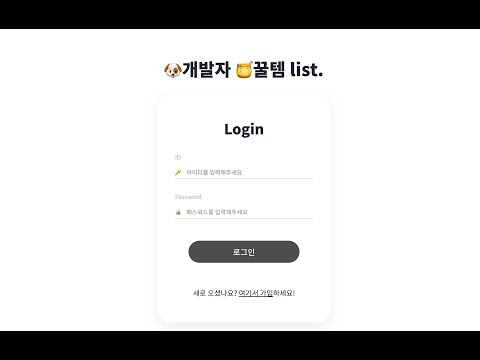 🐶개발자 🍯꿀템 list.
Login
ID
🔑 아이디를 입력해주세요
Password
🔒 패스워드를 입력해주세요
로그인
새로 오셨나요? 여기서 가입하세요!